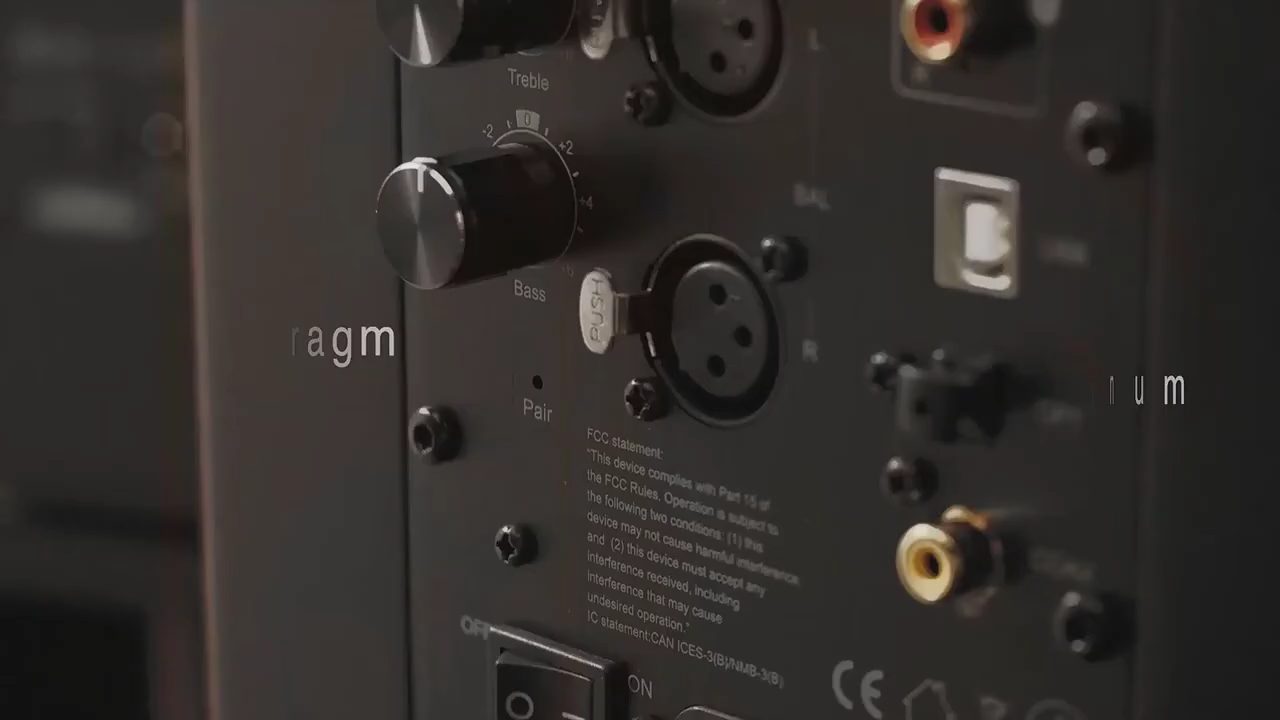 Treble
-2 0 +2
+4
Bass
PUSH
BAL
R
ragm
num
Pair
FCC statement:
"This device complies with Part 15 of
the FCC Rules, Operation is subject to
the following two conditions: (1) this
device may not cause harmful interference
and (2) this device must accept any
interference received, including
interference that may cause
undesired operation."
IC statement:CAN ICES-3(B)/NMB-3(B)
OFF
ON
CE